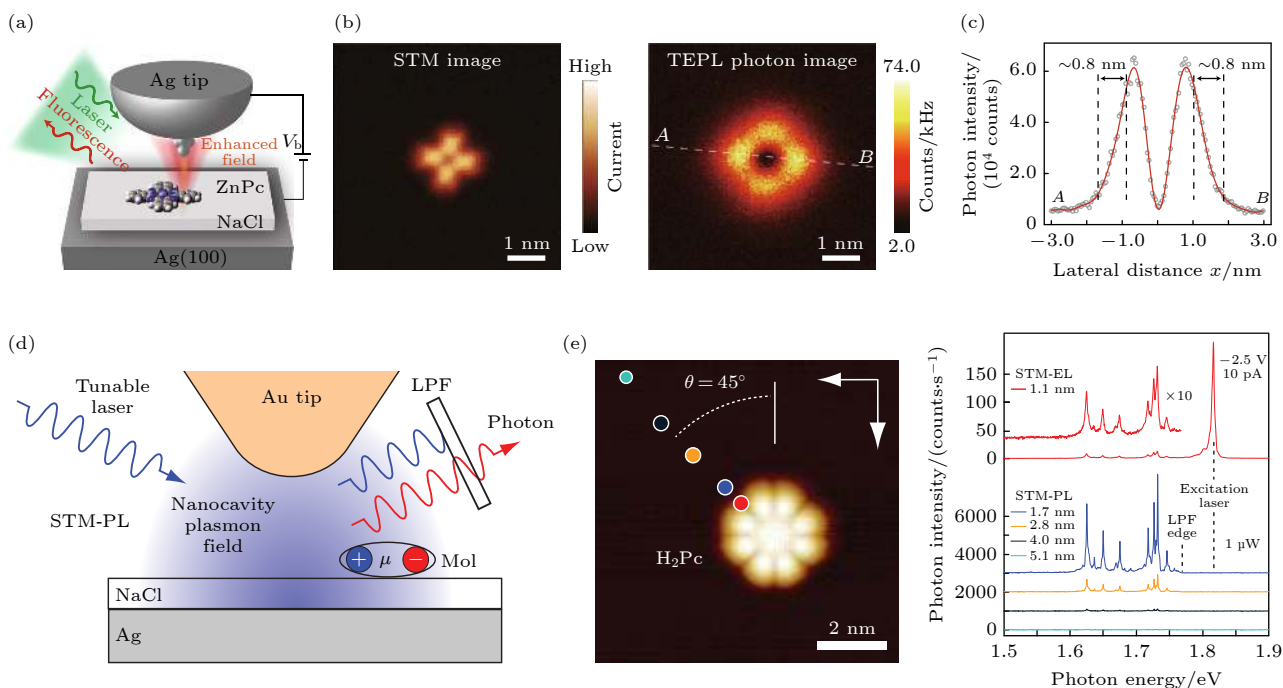 (a)
Ag tip
Laser
Fluorescence
Enhanced
field
V_b
ZnPc
NaCl
Ag(100)
(b)
STM image
1 nm
High
Current
Low
TEPL photon image
A
B
1 nm
74.0
Counts/kHz
2.0
(c)
Photon intensity/
(10^4 counts)
6.0
4.0
2.0
0
~0.8 nm
~0.8 nm
A
B
−3.0 −1.0 1.0 3.0
Lateral distance x/nm
(d)
Tunable
laser
Au tip
LPF
Photon
Nanocavity
plasmon
field
STM-PL
+ μ − Mol
NaCl
Ag
(e)
θ = 45°
H₂Pc
2 nm
Photon intensity/(counts·s⁻¹)
150
100
50
0
6000
4000
2000
0
STM-EL
1.1 nm
×10
−2.5 V
10 pA
STM-PL
1.7 nm
2.8 nm
4.0 nm
5.1 nm
Excitation
laser
LPF
edge
1 μW
1.5 1.6 1.7 1.8 1.9
Photon energy/eV